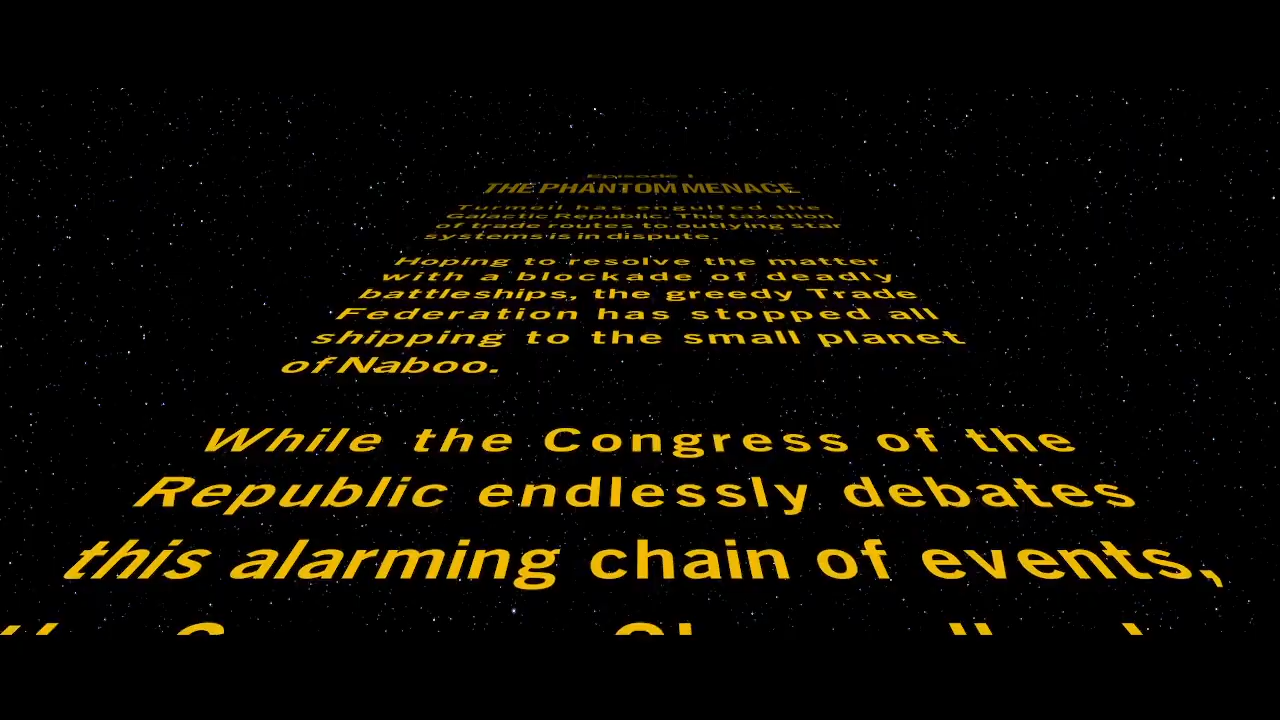 Episode I
THE PHANTOM MENACE
Turmoil has engulfed the
Galactic Republic. The taxation
of trade routes to outlying star
systems is in dispute.
Hoping to resolve the matter
with a blockade of deadly
battleships, the greedy Trade
Federation has stopped all
shipping to the small planet
of Naboo.
While the Congress of the
Republic endlessly debates
this alarming chain of events,